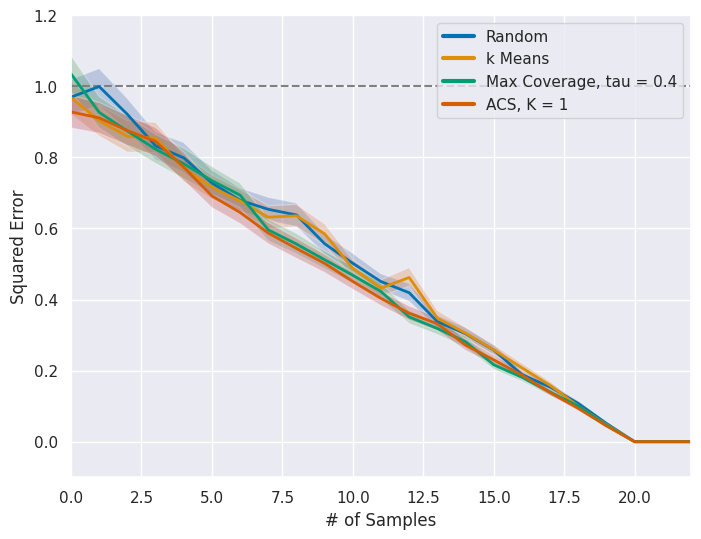 1.2
1.0
0.8
0.6
0.4
0.2
0.0
Squared Error
Random
k Means
Max Coverage, tau = 0.4
ACS, K = 1
0.0 2.5 5.0 7.5 10.0 12.5 15.0 17.5 20.0
# of Samples